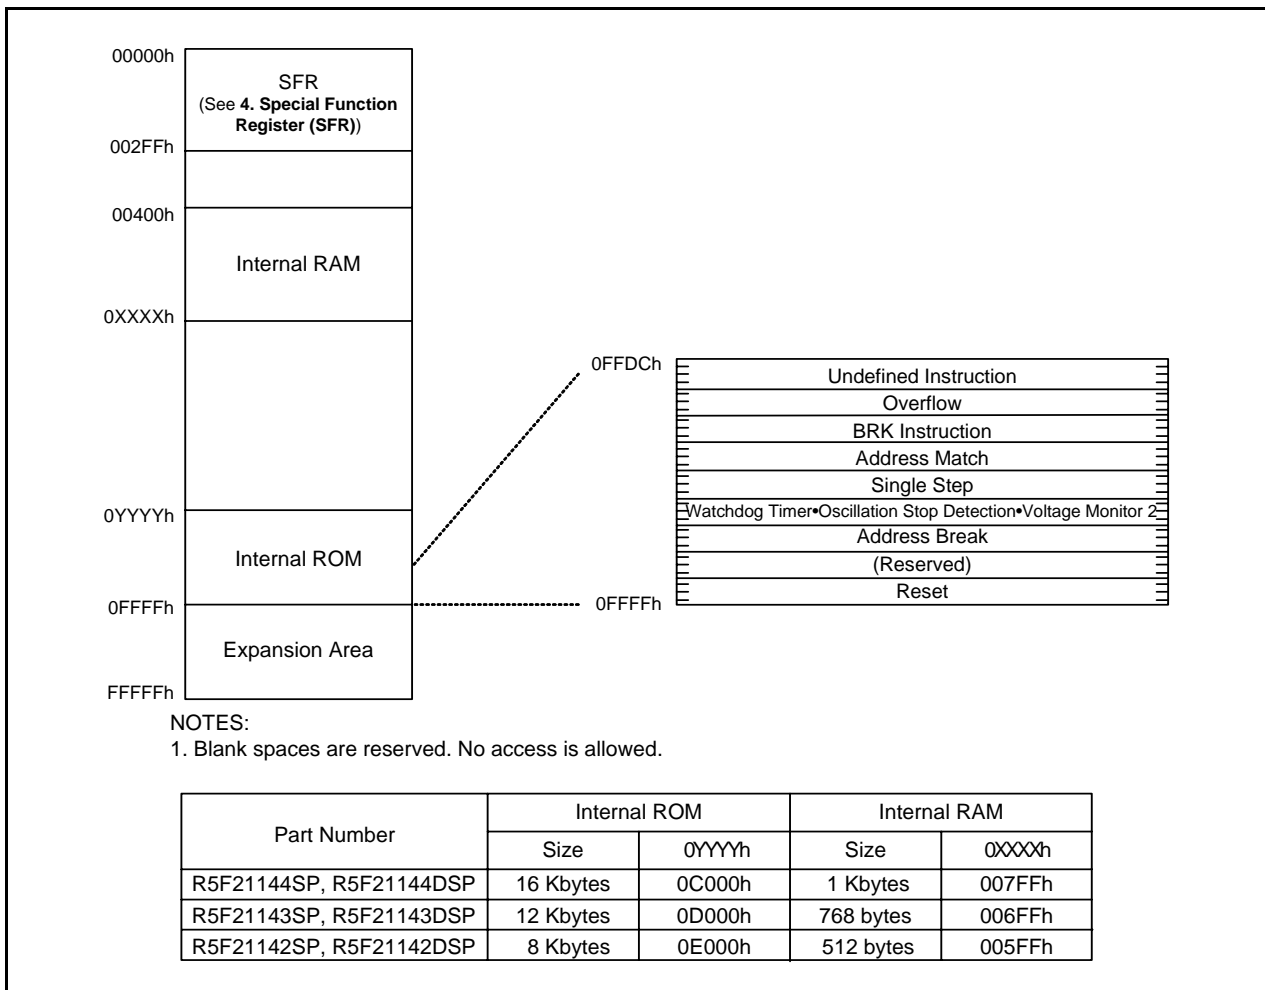 00000h
SFR
(See 4. Special Function
Register (SFR))
002FFh
00400h
Internal RAM
0XXXXh
0YYYYh
Internal ROM
0FFFFh
Expansion Area
FFFFFh
0FFDCh
Undefined Instruction
Overflow
BRK Instruction
Address Match
Single Step
Watchdog Timer•Oscillation Stop Detection•Voltage Monitor 2
Address Break
(Reserved)
Reset
0FFFFh
NOTES:
1. Blank spaces are reserved. No access is allowed.
Part Number Internal ROM Internal RAM
Size 0YYYYh Size 0XXXXh
R5F21144SP, R5F21144DSP 16 Kbytes 0C000h 1 Kbytes 007FFh
R5F21143SP, R5F21143DSP 12 Kbytes 0D000h 768 bytes 006FFh
R5F21142SP, R5F21142DSP 8 Kbytes 0E000h 512 bytes 005FFh